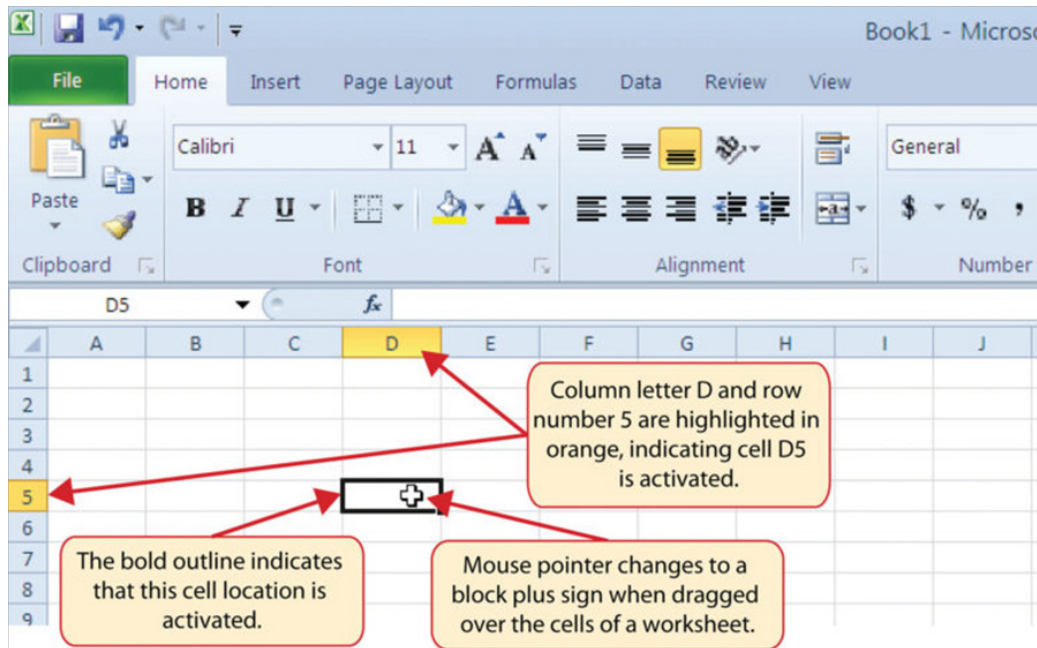 Book1 - Micros
File Home Insert Page Layout Formulas Data Review View
Calibri 11 A A General
Paste B I U A a $ % ,
Clipboard Font Alignment Number
D5 fx
A B C D E F G H I J
1
2
3
4
5
6
7
8
9
Column letter D and row
number 5 are highlighted in
orange, indicating cell D5
is activated.
The bold outline indicates
that this cell location is
activated.
Mouse pointer changes to a
block plus sign when dragged
over the cells of a worksheet.